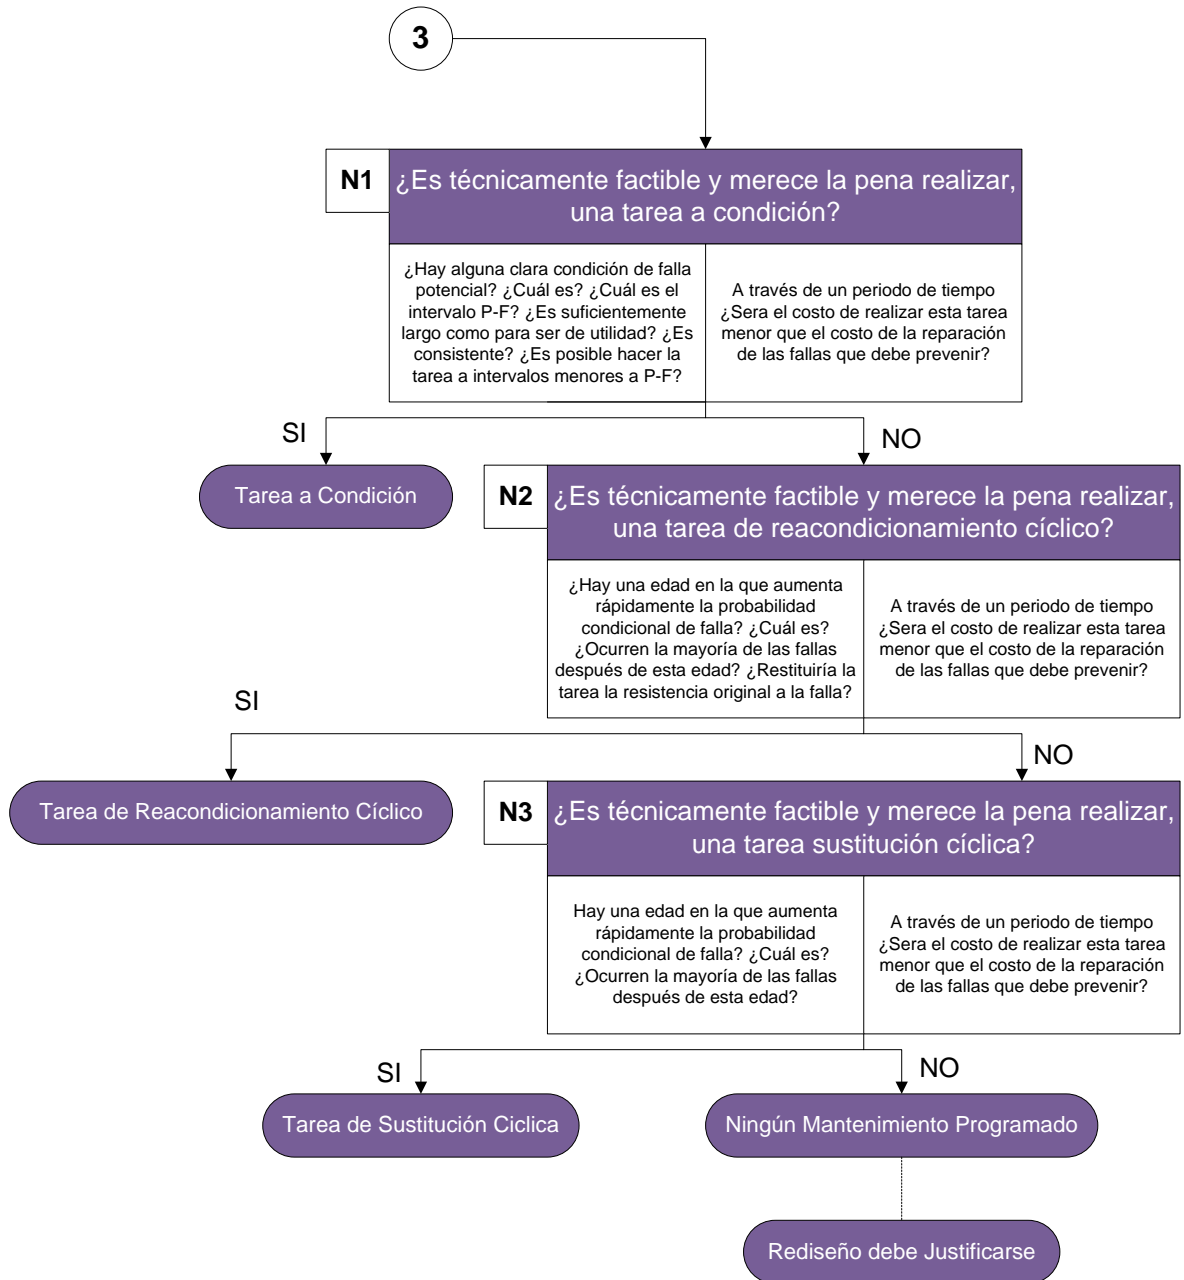 3
N1
¿Es técnicamente factible y merece la pena realizar,
una tarea a condición?
¿Hay alguna clara condición de falla
potencial? ¿Cuál es? ¿Cuál es el
intervalo P-F? ¿Es suficientemente
largo como para ser de utilidad? ¿Es
consistente? ¿Es posible hacer la
tarea a intervalos menores a P-F?
A través de un periodo de tiempo
¿Sera el costo de realizar esta tarea
menor que el costo de la reparación
de las fallas que debe prevenir?
SI
NO
Tarea a Condición
N2
¿Es técnicamente factible y merece la pena realizar,
una tarea de reacondicionamiento cíclico?
¿Hay una edad en la que aumenta
rápidamente la probabilidad
condicional de falla? ¿Cuál es?
¿Ocurren la mayoría de las fallas
después de esta edad? ¿Restituiría la
tarea la resistencia original a la falla?
A través de un periodo de tiempo
¿Sera el costo de realizar esta tarea
menor que el costo de la reparación
de las fallas que debe prevenir?
SI
NO
Tarea de Reacondicionamiento Cíclico
N3
¿Es técnicamente factible y merece la pena realizar,
una tarea sustitución cíclica?
Hay una edad en la que aumenta
rápidamente la probabilidad
condicional de falla? ¿Cuál es?
¿Ocurren la mayoría de las fallas
después de esta edad?
A través de un periodo de tiempo
¿Sera el costo de realizar esta tarea
menor que el costo de la reparación
de las fallas que debe prevenir?
SI
NO
Tarea de Sustitución Ciclica
Ningún Mantenimiento Programado
Rediseño debe Justificarse